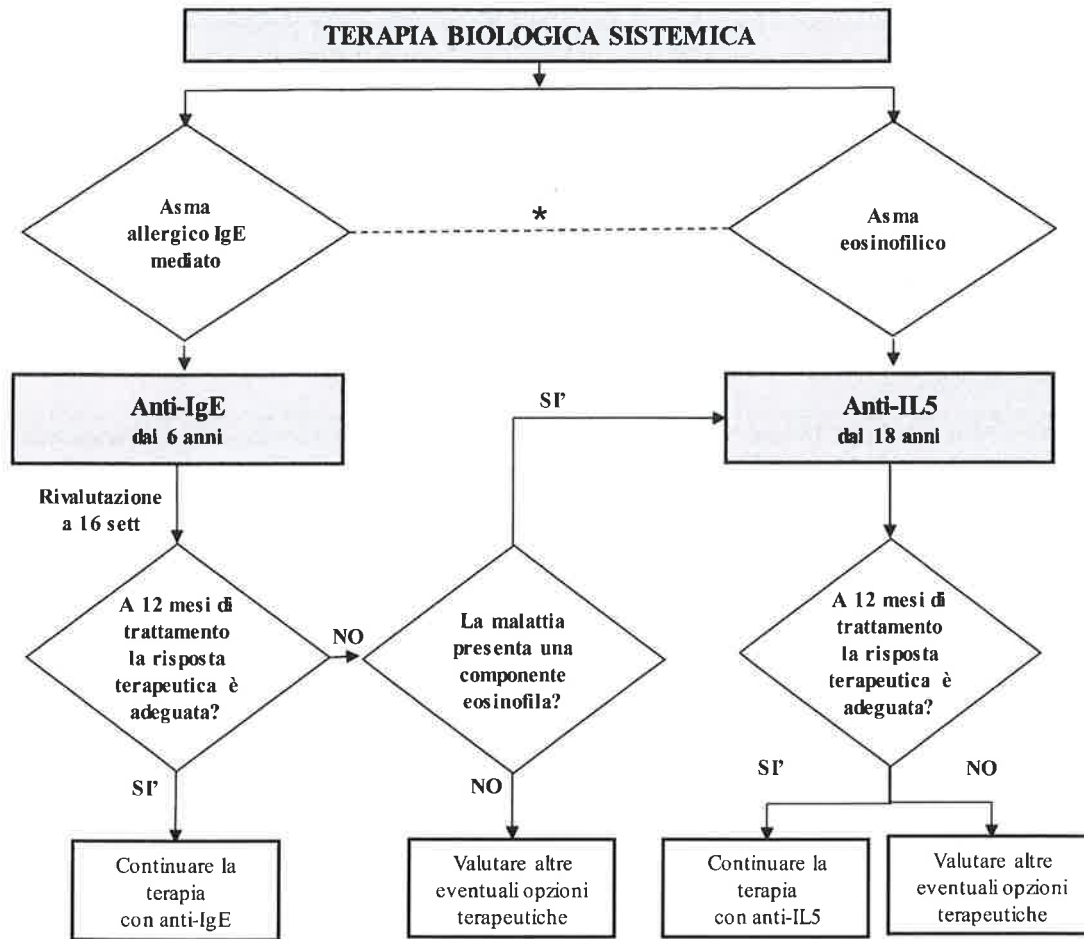 TERAPIA BIOLOGICA SISTEMICA
Asma
allergico IgE
mediato
*
Asma
eosinofilico
Anti-IgE
dai 6 anni
SI'
Anti-IL5
dai 18 anni
Rivalutazione
a 16 sett
A 12 mesi di
trattamento
la risposta
terapeutica è
adeguata?
NO
La malattia
presenta una
componente
eosinofila?
A 12 mesi di
trattamento
la risposta
terapeutica è
adeguata?
SI'
NO
SI'
NO
Continuare la
terapia
con anti-IgE
Valutare altre
eventuali opzioni
terapeutiche
Continuare la
terapia
con anti-IL5
Valutare altre
eventuali opzioni
terapeutiche